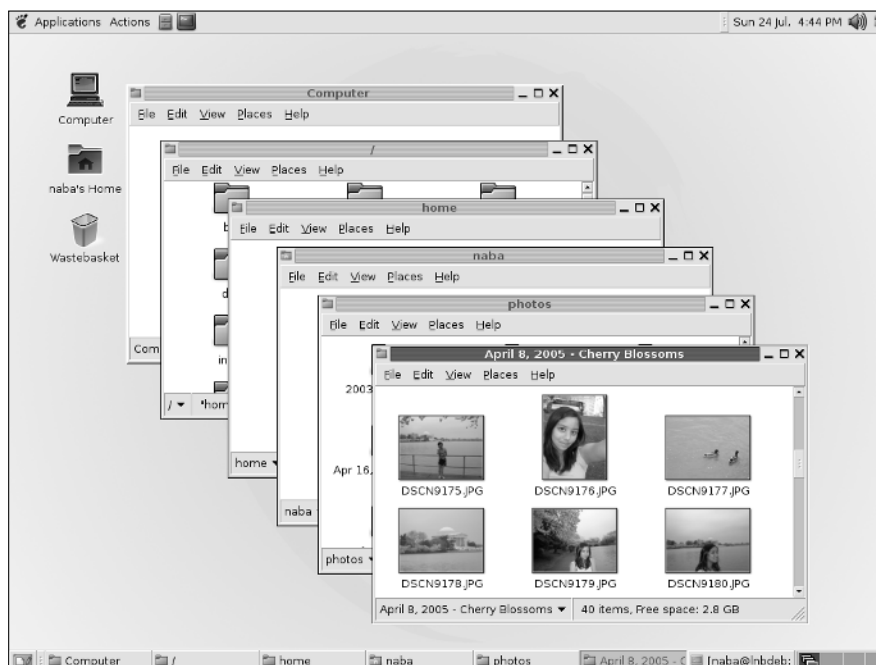 Applications Actions
Sun 24 Jul, 4:44 PM
Computer
naba's Home
Wastebasket
Computer
File Edit View Places Help
/
File Edit View Places Help
home
File Edit View Places Help
naba
File Edit View Places Help
photos
File Edit View Places Help
2003
Apr 16,
April 8, 2005 - Cherry Blossoms
File Edit View Places Help
DSCN9175.JPG DSCN9176.JPG DSCN9177.JPG
DSCN9178.JPG DSCN9179.JPG DSCN9180.JPG
April 8, 2005 - Cherry Blossoms 40 items, Free space: 2.8 GB
Com
/ "hom
home
naba
photos
Computer / home naba photos April 8, 2005 - C [naba@lnbdeb: